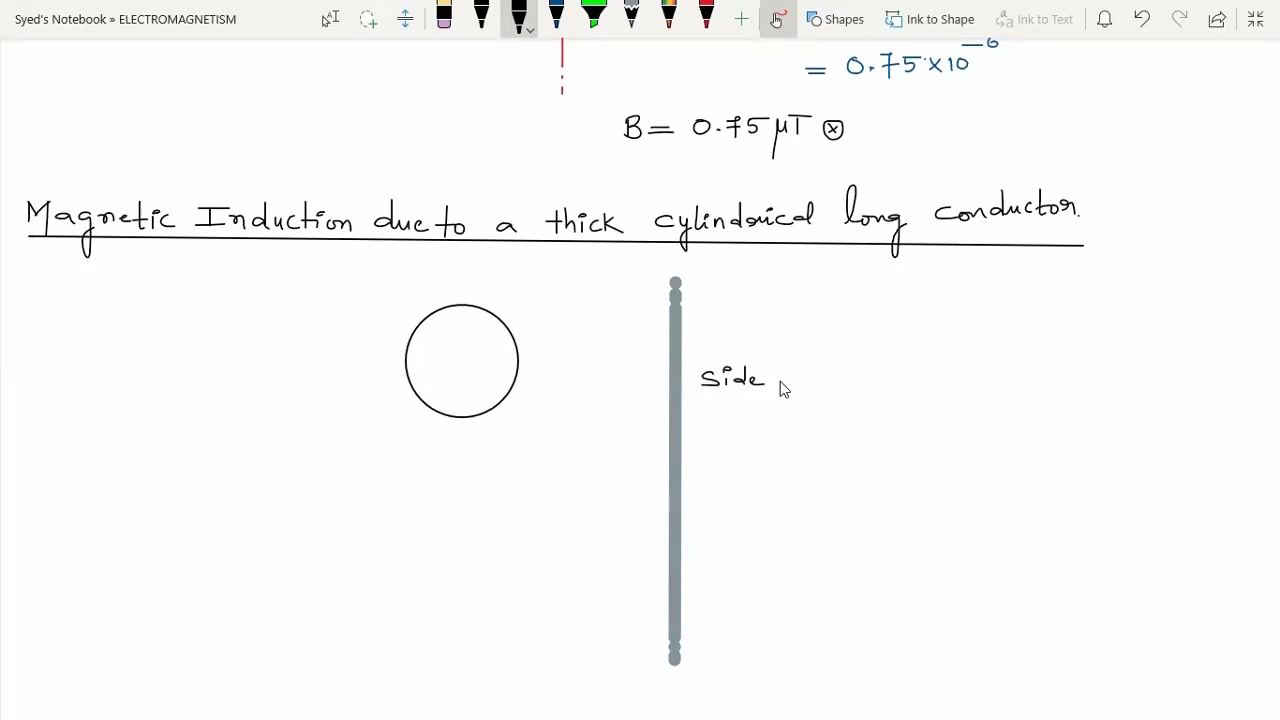 Syed's Notebook » ELECTROMAGNETISM
Shapes
Ink to Shape
Ink to Text
= 0.75×10⁻⁶
B = 0.75 μT ⊗
Magnetic Induction due to a thick cylindrical long conductor.
Side